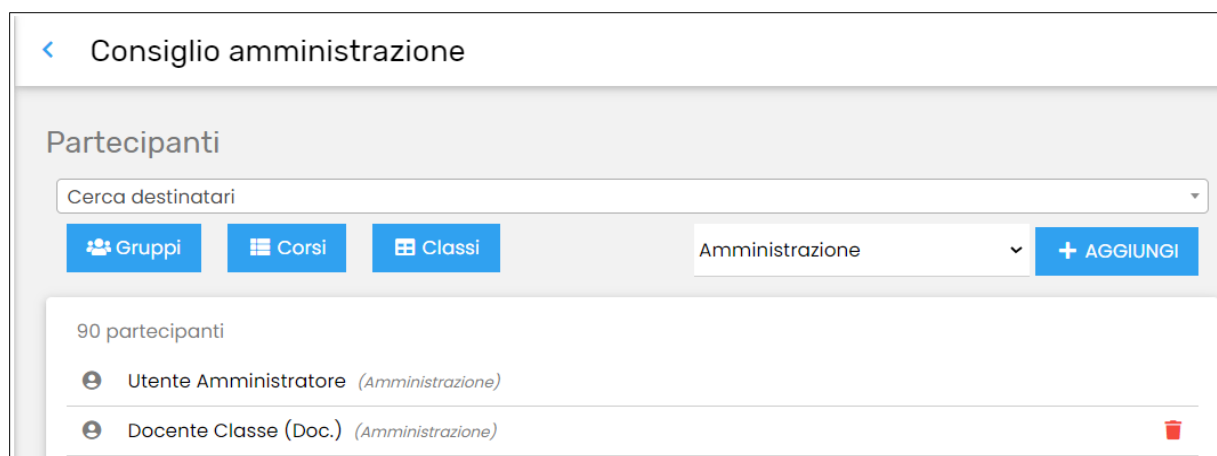 Consiglio amministrazione
Partecipanti
Cerca destinatari
Gruppi Corsi Classi Amministrazione + AGGIUNGI
90 partecipanti
Utente Amministratore (Amministrazione)
Docente Classe (Doc.) (Amministrazione)